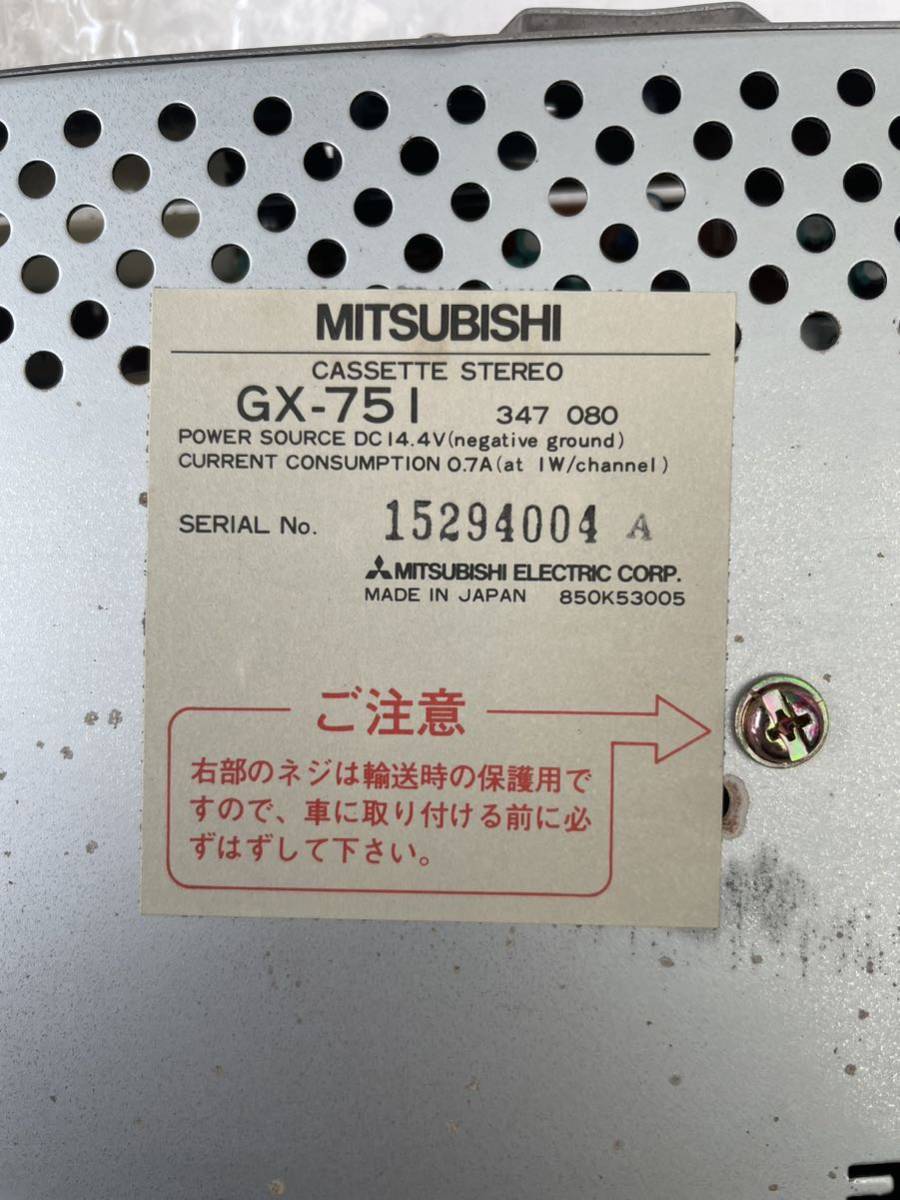 MITSUBISHI
CASSETTE STEREO
GX-751 347 080
POWER SOURCE DC 14.4V (negative ground)
CURRENT CONSUMPTION 0.7A (at 1W/channel)
SERIAL No. 15294004 A
MITSUBISHI ELECTRIC CORP.
MADE IN JAPAN 850K53005
ご注意
右部のネジは輸送時の保護用で
すので、車に取り付ける前に必
ずはずして下さい。